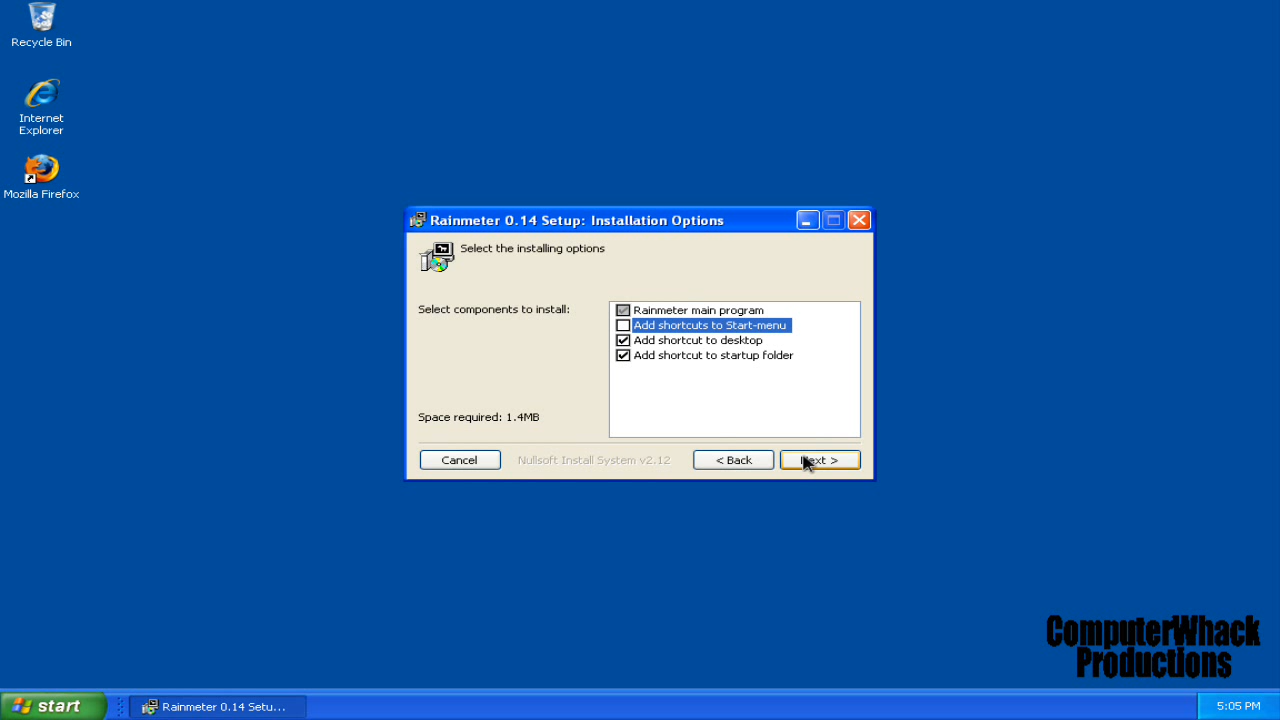 Recycle Bin
Internet
Explorer
Mozilla Firefox
Rainmeter 0.14 Setup: Installation Options
Select the installing options
Select components to install:
Rainmeter main program
Add shortcuts to Start-menu
Add shortcut to desktop
Add shortcut to startup folder
Space required: 1.4MB
Cancel
Nullsoft Install System v2.12
< Back
Next >
ComputerWhack
Productions
start
Rainmeter 0.14 Setu...
5:05 PM